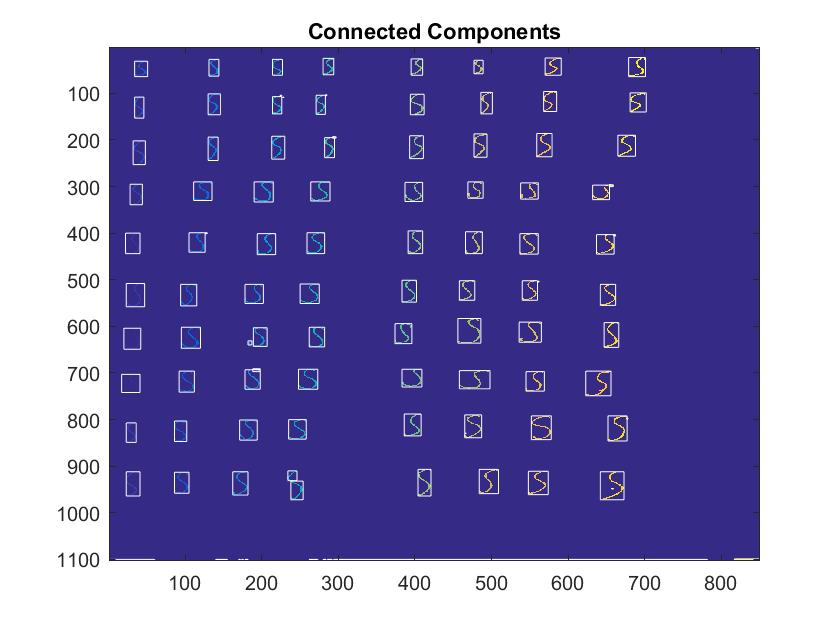 Connected Components
S S S S S S S S
100 S S S S S S S S
200 S S S S S S S S
300 S S S S S S S
400 S S S S S S S
500 S S S S S S S
600 S S S S S S S
700 S S S S S S S
800 S S S S S S S
900 S S S S S S S
1000
1100
100 200 300 400 500 600 700 800